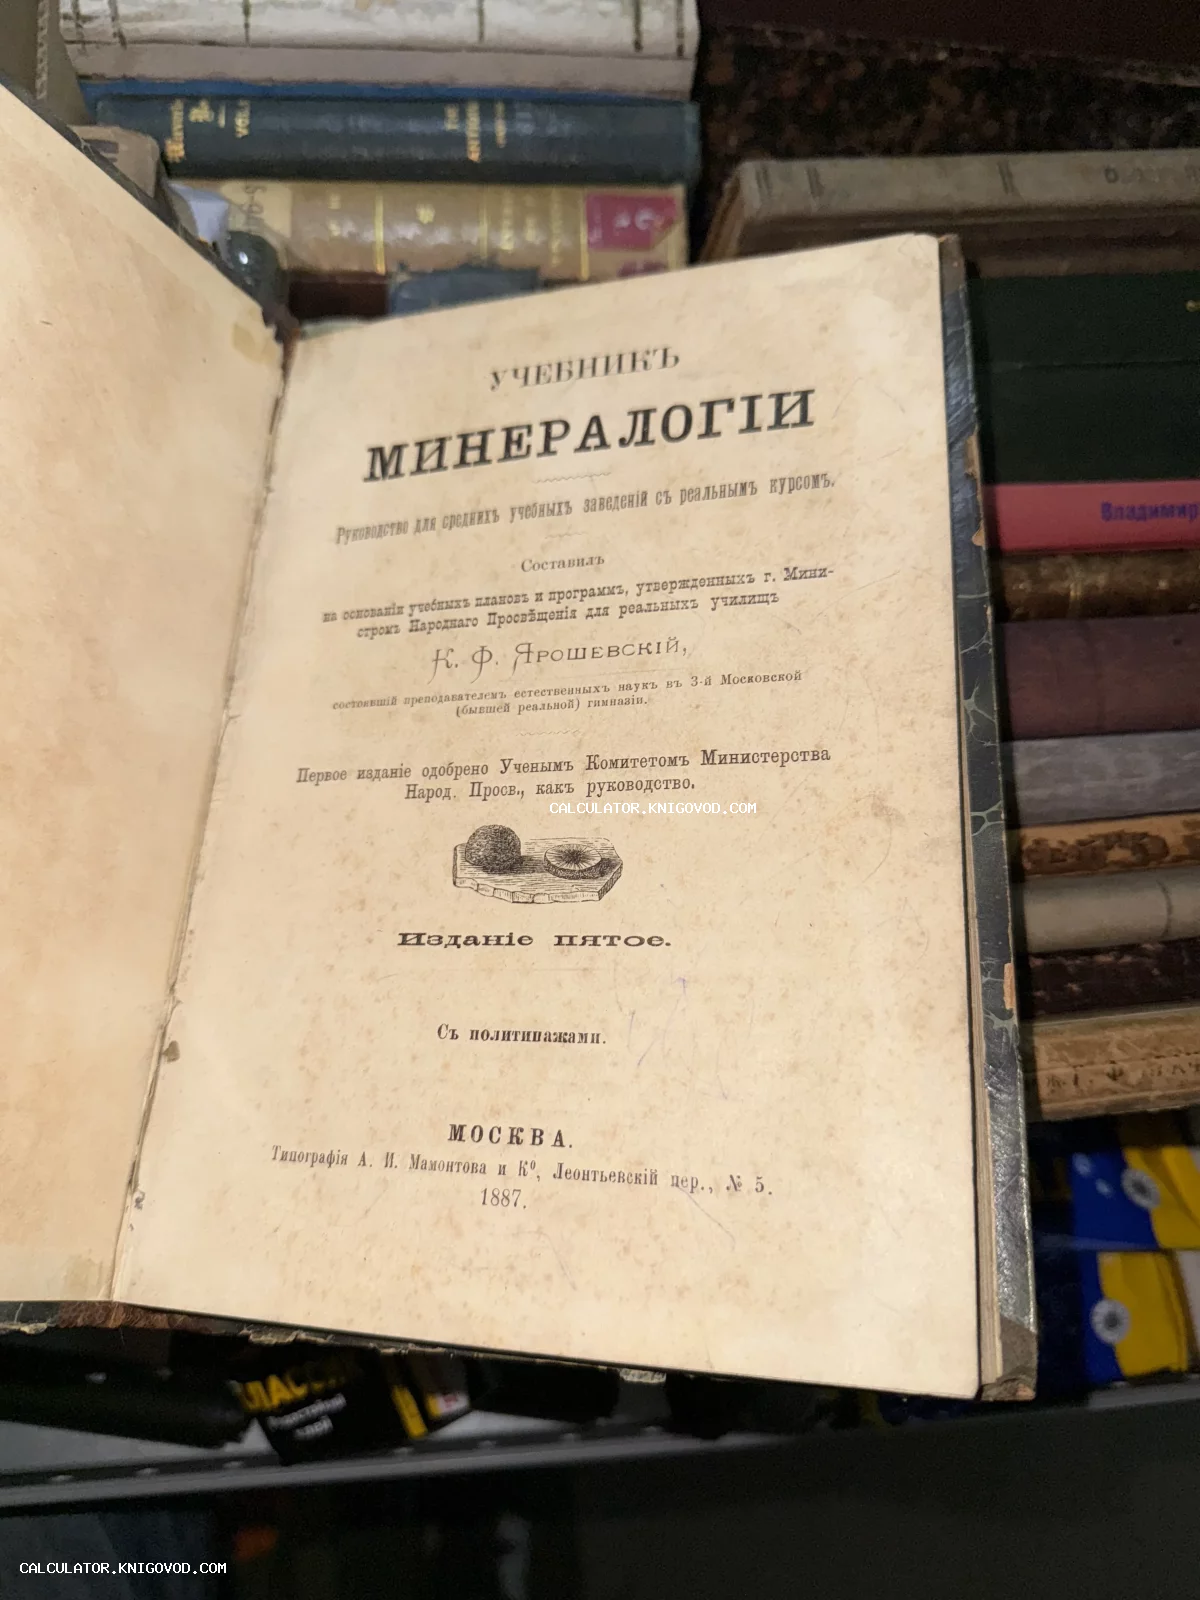 УЧЕБНИКЪ
МИНЕРАЛОГІИ
Руководство для среднихъ учебныхъ заведеній съ реальнымъ курсомъ.
Составилъ
на основаніи учебныхъ плановъ и программъ, утвержденныхъ г. Мини-
стромъ Народнаго Просвѣщенія для реальныхъ училищъ
К. Ф. ЯРОШЕВСКІЙ,
состоявшій преподавателемъ естественныхъ наукъ въ 3-й Московской
(бывшей реальной) гимназіи.
Первое изданіе одобрено Ученымъ Комитетомъ Министерства
Народ. Просв., какъ руководство.
CALCULATOR.KNIGOVOD.COM
Изданіе пятое.
Съ политипажами.
МОСКВА.
Типографія А. И. Мамонтова и Ко, Леонтьевскій пер., № 5.
1887.
Владимир
CALCULATOR.KNIGOVOD.COM